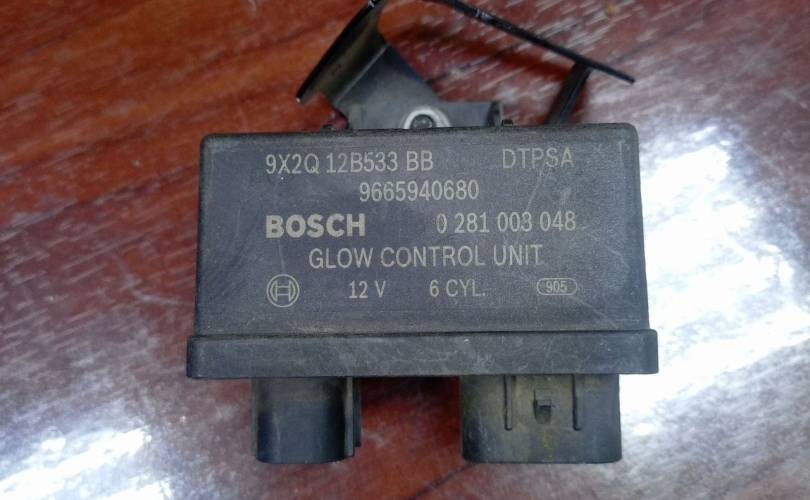 9X2Q 12B533 BB DTPSA
9665940680
BOSCH 0 281 003 048
GLOW CONTROL UNIT
12 V 6 CYL. 905